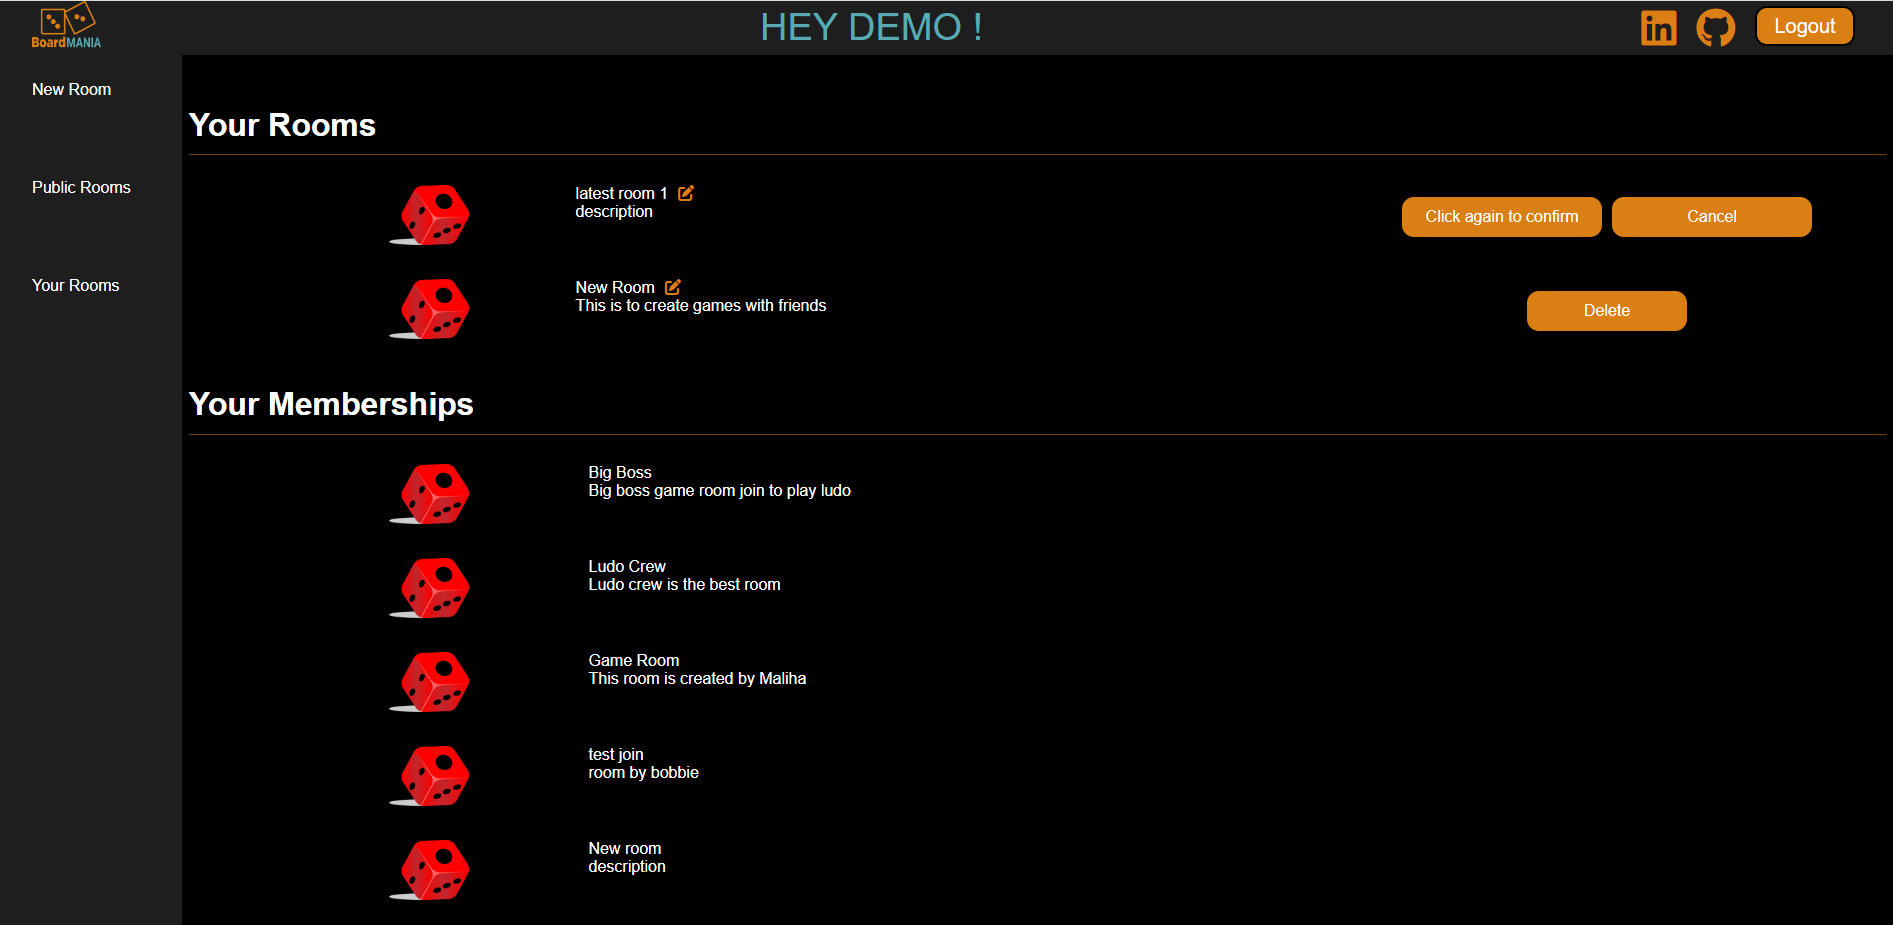 BoardMANIA
HEY DEMO !
Logout
New Room
Public Rooms
Your Rooms
Your Rooms
latest room 1
description
Click again to confirm
Cancel
New Room
This is to create games with friends
Delete
Your Memberships
Big Boss
Big boss game room join to play ludo
Ludo Crew
Ludo crew is the best room
Game Room
This room is created by Maliha
test join
room by bobbie
New room
description